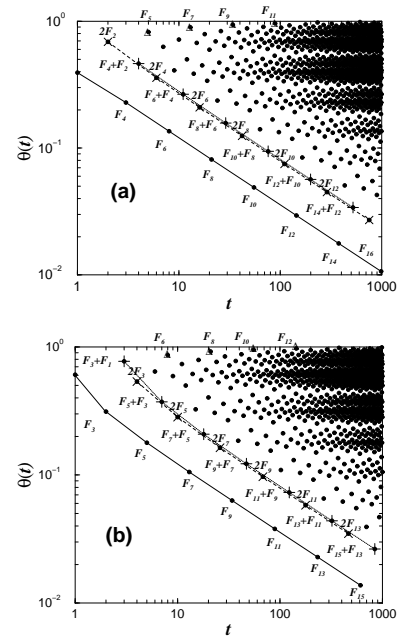 10⁰
F₅
F₇
F₉
F₁₁
2F₂
F₄+F₂
2F₄
F₆+F₄
2F₆
F₄
F₈+F₆
2F₈
θ(t)
10⁻¹
F₆
F₁₀+F₈
2F₁₀
F₈
F₁₂+F₁₀
2F₁₂
(a)
F₁₀
F₁₄+F₁₂
F₁₂
F₁₄
F₁₆
10⁻²
1 10 100 1000
t
10⁰
F₆
F₈
F₁₀
F₁₂
F₃+F₁
2F₃
F₅+F₃
2F₅
F₃
F₇+F₅
2F₇
F₅
F₉+F₇
2F₉
θ(t)
10⁻¹
F₇
F₁₁+F₉
2F₁₁
F₉
F₁₃+F₁₁
2F₁₃
(b)
F₁₁
F₁₅+F₁₃
F₁₃
F₁₅
10⁻²
1 10 100 1000
t